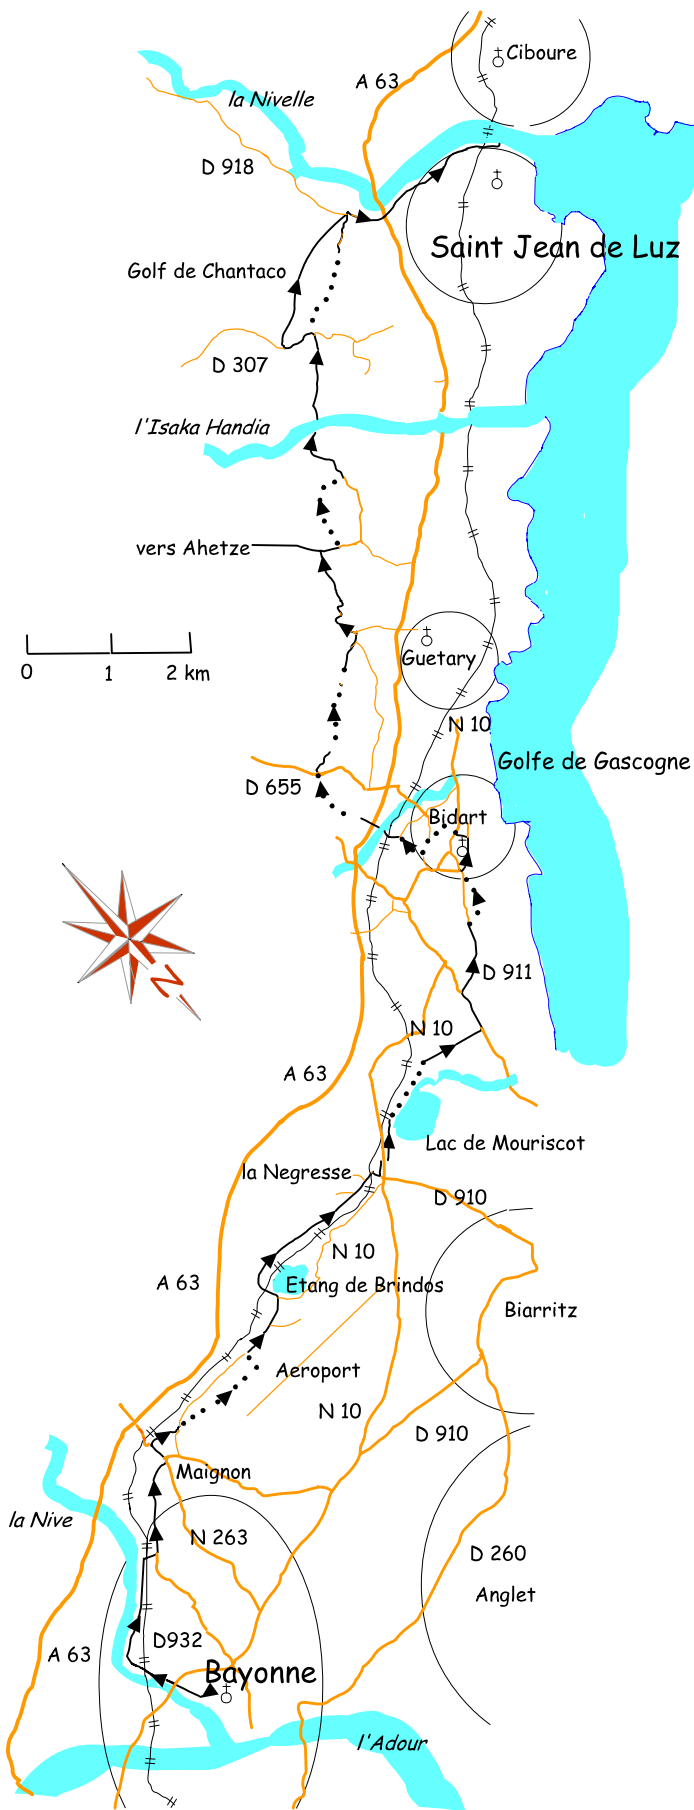 Ciboure
A 63
la Nivelle
D 918
Saint Jean de Luz
Golf de Chantaco
D 307
l'Isaka Handia
vers Ahetze
Guetary
0 1 2 km
N 10
Golfe de Gascogne
D 655
Bidart
D 911
N
N 10
A 63
Lac de Mouriscot
la Negresse
D 910
N 10
A 63
Etang de Brindos
Biarritz
Aeroport
N 10
D 910
Maignon
la Nive
N 263
D 260
Anglet
D932
A 63
Bayonne
l'Adour